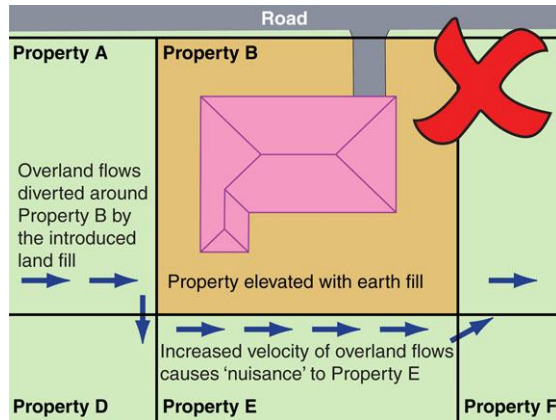 Road
Property A
Property B
Overland flows
diverted around
Property B by
the introduced
land fill
Property elevated with earth fill
Increased velocity of overland flows
causes ‘nuisance’ to Property E
Property D
Property E
Property F